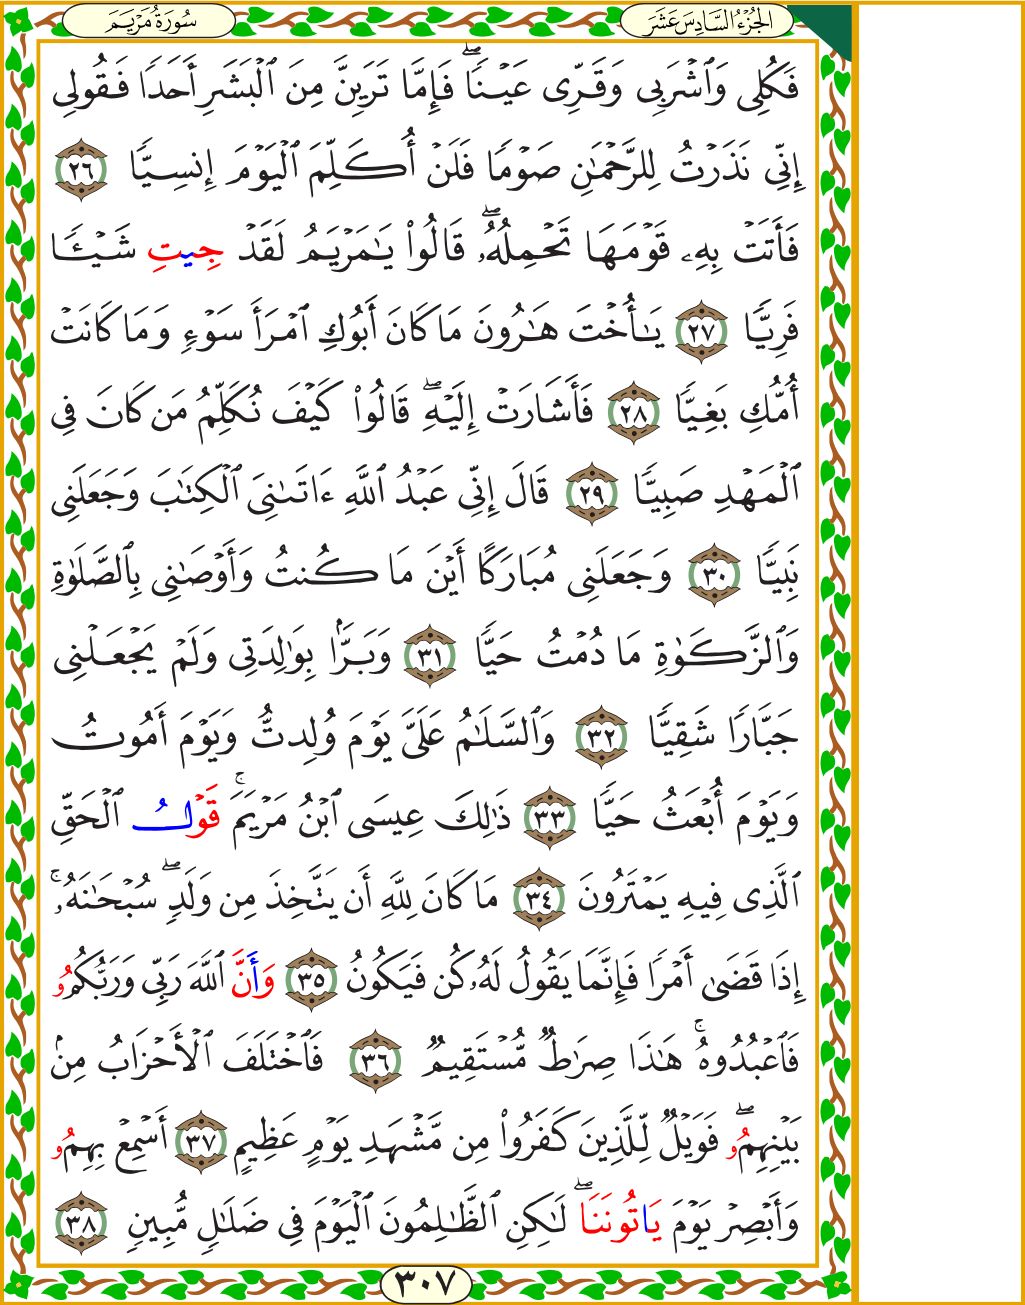 الجُزْءُ السَّادِسَ عَشَرَ
سُورَةُ مَرْيَمَ
فَكُلِى وَٱشْرَبِى وَقَرِّى عَيْنࣰاۖ فَإِمَّا تَرَيِنَّ مِنَ ٱلْبَشَرِ أَحَدࣰا فَقُولِى
إِنِّى نَذَرْتُ لِلرَّحْمَٰنِ صَوْمࣰا فَلَنْ أُكَلِّمَ ٱلْيَوْمَ إِنسِيࣰّا ٢٦
فَأَتَتْ بِهِۦ قَوْمَهَا تَحْمِلُهُۥۖ قَالُوا۟ يَٰمَرْيَمُ لَقَدْ جِيتِ شَيْـࣰٔا
فَرِيࣰّا ٢٧ يَٰٓأُخْتَ هَٰرُونَ مَا كَانَ أَبُوكِ ٱمْرَأَ سَوْءࣲ وَمَا كَانَتْ
أُمُّكِ بَغِيࣰّا ٢٨ فَأَشَارَتْ إِلَيْهِۖ قَالُوا۟ كَيْفَ نُكَلِّمُ مَن كَانَ فِى
ٱلْمَهْدِ صَبِيࣰّا ٢٩ قَالَ إِنِّى عَبْدُ ٱللَّهِ ءَاتَىٰنِىَ ٱلْكِتَٰبَ وَجَعَلَنِى
نَبِيࣰّا ٣٠ وَجَعَلَنِى مُبَارَكًا أَيْنَ مَا كُنتُ وَأَوْصَٰنِى بِٱلصَّلَوٰةِ
وَٱلزَّكَوٰةِ مَا دُمْتُ حَيࣰّا ٣١ وَبَرَّۢا بِوَٰلِدَتِى وَلَمْ يَجْعَلْنِى
جَبَّارࣰا شَقِيࣰّا ٣٢ وَٱلسَّلَٰمُ عَلَىَّ يَوْمَ وُلِدتُّ وَيَوْمَ أَمُوتُ
وَيَوْمَ أُبْعَثُ حَيࣰّا ٣٣ ذَٰلِكَ عِيسَى ٱبْنُ مَرْيَمَۚ قَوْلُ ٱلْحَقِّ
ٱلَّذِى فِيهِ يَمْتَرُونَ ٣٤ مَا كَانَ لِلَّهِ أَن يَتَّخِذَ مِن وَلَدࣲۖ سُبْحَٰنَهُۥۚ
إِذَا قَضَىٰ أَمْرࣰا فَإِنَّمَا يَقُولُ لَهُۥ كُن فَيَكُونُ ٣٥ وَأَنَّ ٱللَّهَ رَبِّى وَرَبُّكُمُۥ
فَٱعْبُدُوهُۚ هَٰذَا صِرَٰطࣱ مُّسْتَقِيمࣱ ٣٦ فَٱخْتَلَفَ ٱلْأَحْزَابُ مِنۢ
بَيْنِهِمُۥۖ فَوَيْلࣱ لِّلَّذِينَ كَفَرُوا۟ مِن مَّشْهَدِ يَوْمٍ عَظِيمٍ ٣٧ أَسْمِعْ بِهِمُۥ
وَأَبْصِرْ يَوْمَ يَاتُونَنَاۖ لَٰكِنِ ٱلظَّٰلِمُونَ ٱلْيَوْمَ فِى ضَلَٰلࣲ مُّبِينࣲ ٣٨
٣٠٧